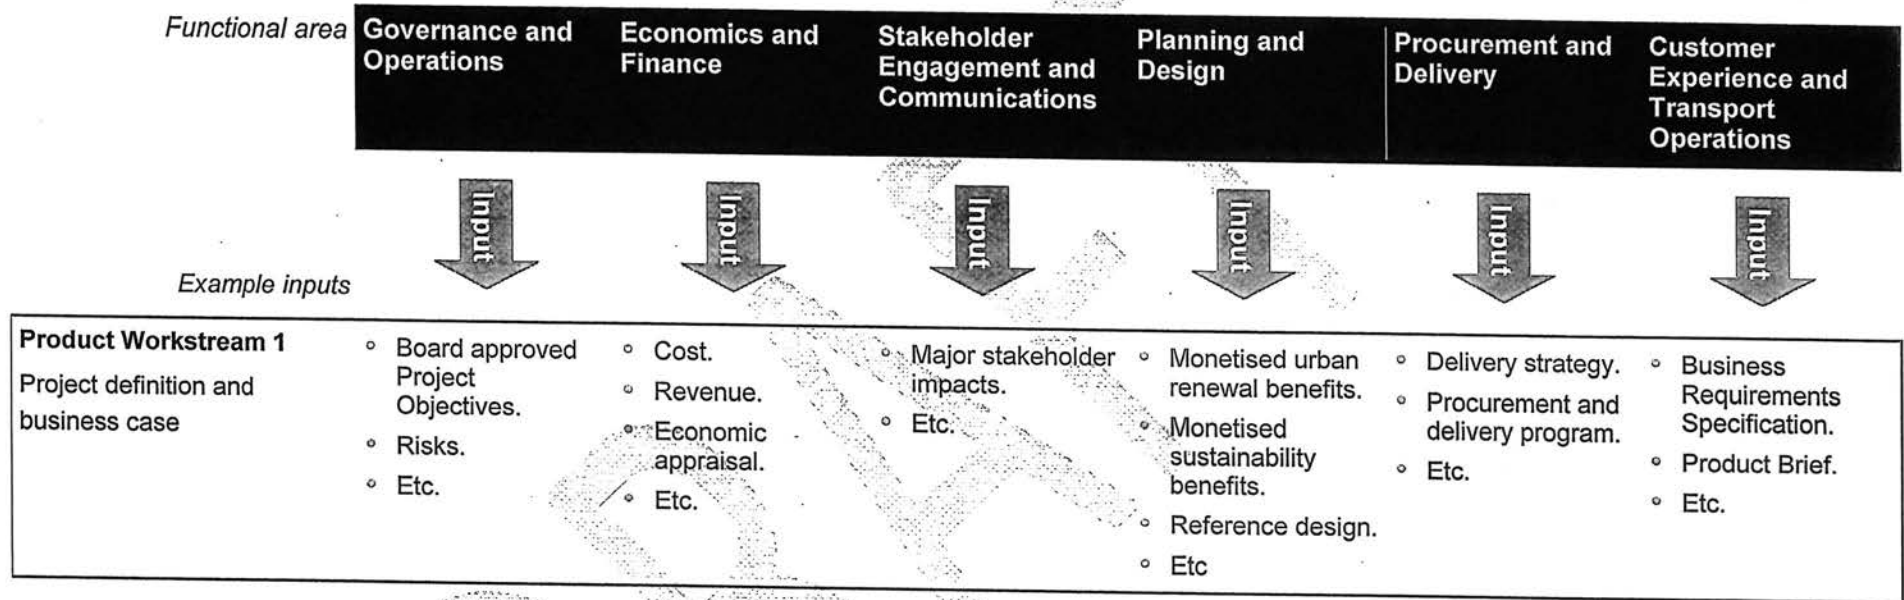 Functional area
Governance and
Operations
Economics and
Finance
Stakeholder
Engagement and
Communications
Planning and
Design
Procurement and
Delivery
Customer
Experience and
Transport
Operations
Input
Input
Input
Input
Input
Input
Example inputs
Product Workstream 1
Project definition and
business case
Board approved
Project
Objectives.
Risks.
Etc.
Cost.
Revenue.
Economic
appraisal.
Etc.
Major stakeholder
impacts.
Etc.
Monetised urban
renewal benefits.
Monetised
sustainability
benefits.
Reference design.
Etc
Delivery strategy.
Procurement and
delivery program.
Etc.
Business
Requirements
Specification.
Product Brief.
Etc.